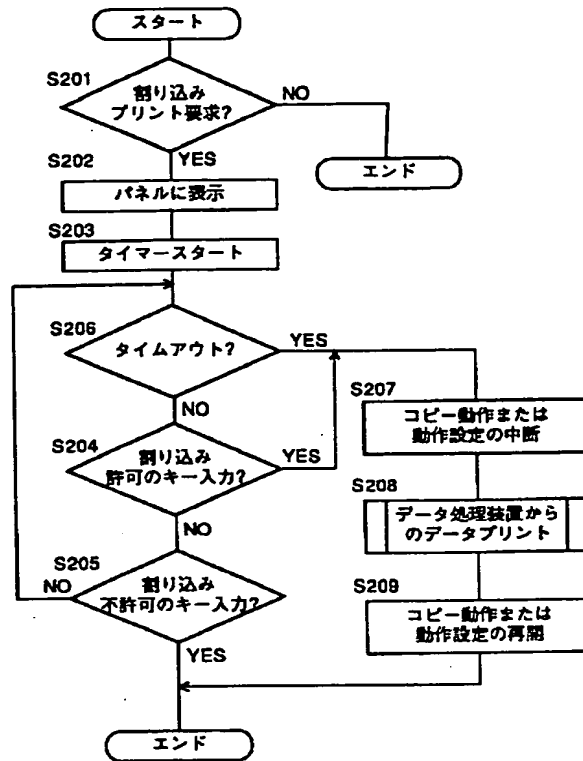 スタート
S201
割り込み
プリント要求?
NO
YES
エンド
S202
パネルに表示
S203
タイマースタート
S206
タイムアウト?
YES
NO
S204
割り込み
許可のキー入力?
YES
NO
S205
割り込み
不許可のキー入力?
NO
YES
S207
コピー動作または
動作設定の中断
S208
データ処理装置から
のデータプリント
S209
コピー動作または
動作設定の再開
エンド